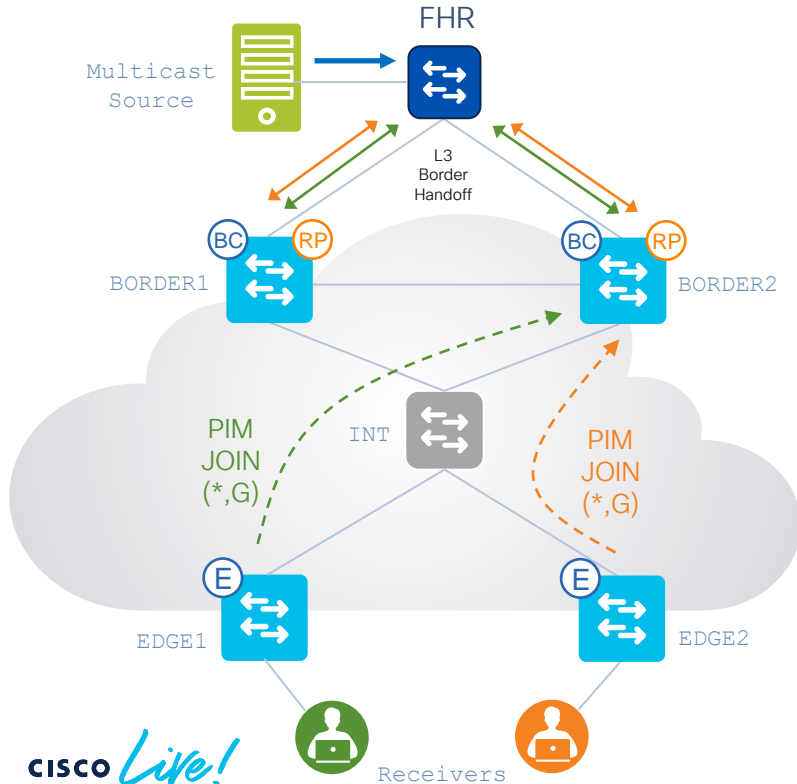 FHR
Multicast
Source
L3
Border
Handoff
BC
RP
BC
RP
BORDER1
BORDER2
PIM
JOIN
(*,G)
INT
PIM
JOIN
(*,G)
E
E
EDGE1
EDGE2
Receivers
CISCO Live!